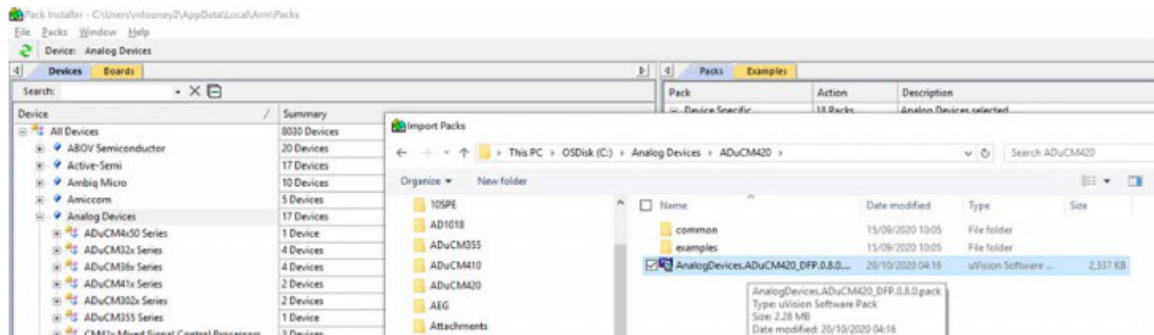 Pack Installer - C:\Users\mlooney2\AppData\Local\Arm\Packs
File Packs Window Help
Device: Analog Devices
Devices Boards
Search:
Device / Summary
All Devices 8030 Devices
ABOV Semiconductor 20 Devices
Active-Semi 17 Devices
Ambiq Micro 10 Devices
Amiccom 5 Devices
Analog Devices 17 Devices
ADuCM4x50 Series 1 Device
ADuCM32x Series 4 Devices
ADuCM36x Series 4 Devices
ADuCM41x Series 2 Devices
ADuCM302x Series 2 Devices
ADuCM355 Series 1 Device
CM41x Mixed Signal Control Processors 3 Devices
Packs Examples
Pack Action Description
Device Specific 18 Packs Analog Devices selected
Import Packs
This PC > OSDisk (C:) > Analog Devices > ADuCM420 >
Search ADuCM420
Organize New folder
10SPE
AD1018
ADuCM355
ADuCM410
ADuCM420
AEG
Attachments
Name Date modified Type Size
common 15/09/2020 10:05 File folder
examples 15/09/2020 10:05 File folder
AnalogDevices.ADuCM420_DFP.0.8.0.... 20/10/2020 04:16 uVision Software ... 2,337 KB
AnalogDevices.ADuCM420_DFP.0.8.0.pack
Type: uVision Software Pack
Size: 2.28 MB
Date modified: 20/10/2020 04:16